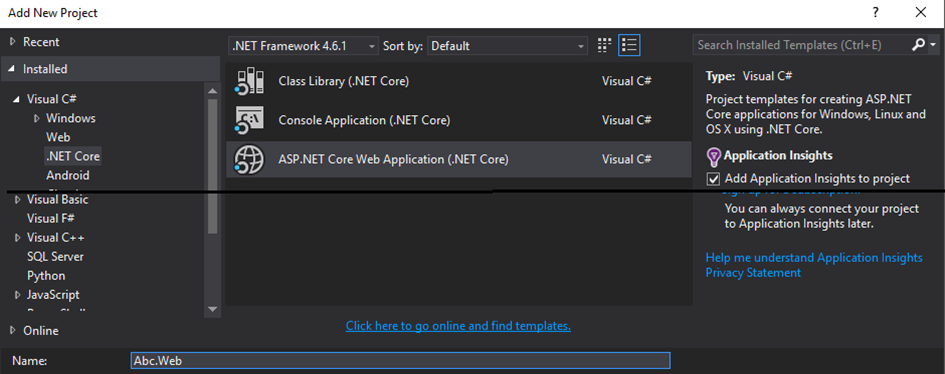 Add New Project
? ×
Recent
.NET Framework 4.6.1
Sort by: Default
Search Installed Templates (Ctrl+E)
Installed
Visual C#
Windows
Web
.NET Core
Android
Visual Basic
Visual F#
Visual C++
SQL Server
Python
JavaScript
Online
Class Library (.NET Core) Visual C#
Console Application (.NET Core) Visual C#
ASP.NET Core Web Application (.NET Core) Visual C#
Click here to go online and find templates.
Type: Visual C#
Project templates for creating ASP.NET
Core applications for Windows, Linux and
OS X using .NET Core.
Application Insights
Add Application Insights to project
You can always connect your project
to Application Insights later.
Help me understand Application Insights
Privacy Statement
Name: Abc.Web